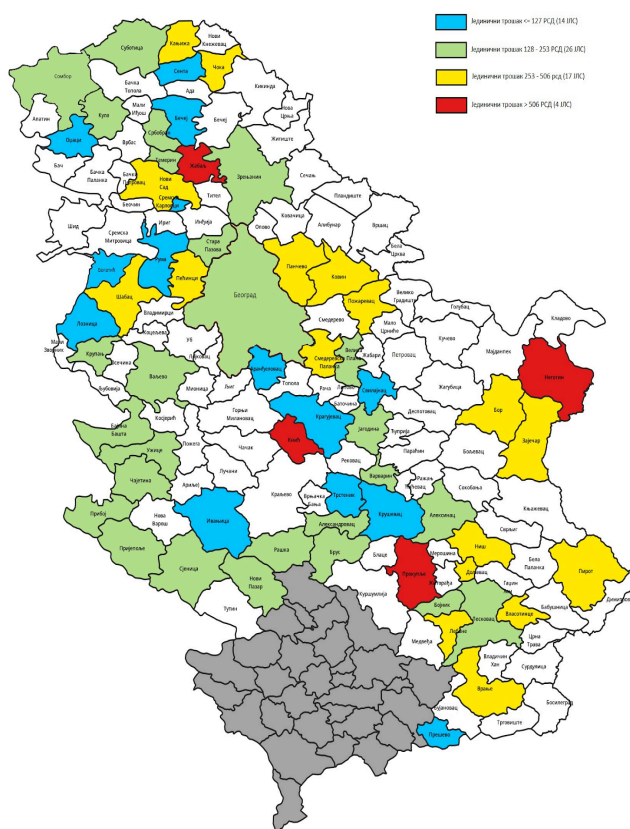 Јединични трошак <= 127 РСД (14 ЈЛС)
Јединични трошак 128 - 253 РСД (26 ЈЛС)
Јединични трошак 253 - 506 рсд (17 ЈЛС)
Јединични трошак > 506 РСД (4 ЈЛС)
Суботица
Кањижа
Нови
Кнежевац
Сента
Чока
Сомбор
Бачка
Топола
Ада
Кикинда
Мали
Иђош
Бечеј
Бечеј
Нова
Црња
Апатин
Кула
Србобран
Житиште
Оџаци
Врбас
Темерин
Жабаљ
Зрењанин
Сечањ
Бач
Бачка
Паланка
Бачки
Петровац
Нови
Сад
Сремски
Карловци
Тител
Беочин
Пландиште
Шид
Сремска
Митровица
Ириг
Инђија
Опово
Ковачица
Алибунар
Вршац
Бела
Црква
Рума
Стара
Пазова
Богатић
Пећинци
Панчево
Ковин
Шабац
Београд
Пожаревац
Велико
Градиште
Голубац
Лозница
Владимирци
Коцељева
Смедерево
Мало
Црниће
Кладово
Мали
Зворник
Крупањ
Уб
Кучево
Мајданпек
Неготин
Осечина
Лајковац
Смедеревска
Паланка
Велика
Плана
Жабари
Петровац
Љубовија
Ваљево
Мионица
Љиг
Аранђеловац
Топола
Рача
Лапово
Баточина
Свилајнац
Жагубица
Бор
Зајечар
Бајина
Башта
Косјерић
Горњи
Милановац
Крагујевац
Деспотовац
Ужице
Пожега
Чачак
Кнић
Јагодина
Ћуприја
Параћин
Бољевац
Чајетина
Ариље
Лучани
Рековац
Варварин
Ћићевац
Ражањ
Сокобања
Књажевац
Прибој
Нова
Варош
Ивањица
Краљево
Врњачка
Бања
Трстеник
Крушевац
Алексинац
Александровац
Сврљиг
Пријепоље
Сјеница
Рашка
Брус
Блаце
Мерошина
Ниш
Бела
Паланка
Пирот
Нови
Пазар
Прокупље
Житорађа
Дољевац
Гаџин
Хан
Куршумлија
Бојник
Лесковац
Власотинце
Бабушница
Димитровград
Тутин
Медвеђа
Лебане
Црна
Трава
Владичин
Хан
Сурдулица
Врање
Бујановац
Босилеград
Трговиште
Прешево